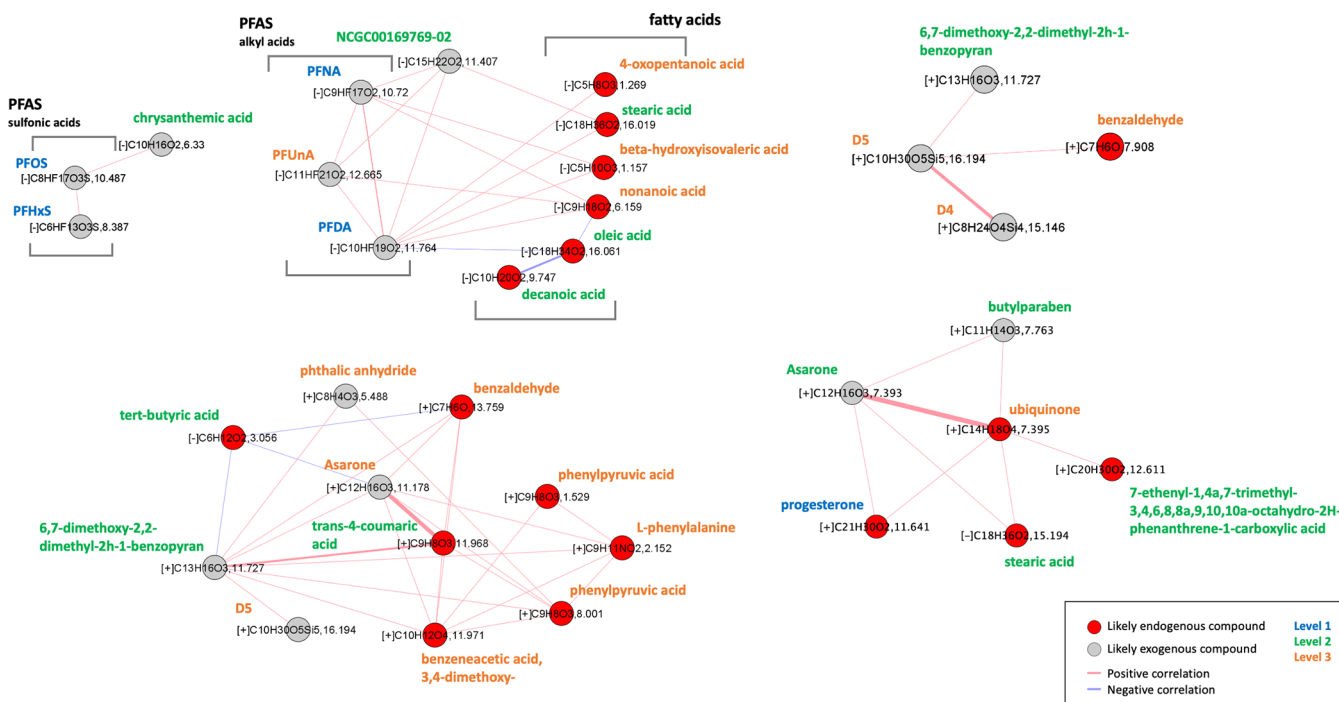 PFAS
sulfonic acids
chrysanthemic acid
[-]C10H16O2,6.33
PFOS
[-]C8HF17O3S,10.487
PFHxS
[-]C6HF13O3S,8.387
PFAS
alkyl acids
NCGC00169769-02
[-]C15H22O2,11.407
PFNA
[-]C9HF17O2,10.72
PFUnA
[-]C11HF21O2,12.665
PFDA
[-]C10HF19O2,11.764
fatty acids
4-oxopentanoic acid
[-]C5H8O3,1.269
stearic acid
[-]C18H36O2,16.019
beta-hydroxyisovaleric acid
[-]C5H10O3,1.157
nonanoic acid
[-]C9H18O2,6.159
oleic acid
[-]C18H34O2,16.061
[-]C10H20O2,9.747
decanoic acid
6,7-dimethoxy-2,2-dimethyl-2h-1-
benzopyran
[+]C13H16O3,11.727
benzaldehyde
[+]C7H6O,7.908
D5
[+]C10H30O5Si5,16.194
D4
[+]C8H24O4Si4,15.146
phthalic anhydride
[+]C8H4O3,5.488
benzaldehyde
[+]C7H6O,13.759
tert-butyric acid
[-]C6H12O2,3.056
Asarone
[+]C12H16O3,11.178
phenylpyruvic acid
[+]C9H8O3,1.529
trans-4-coumaric
acid
[+]C9H8O3,11.968
L-phenylalanine
[+]C9H11NO2,2.152
6,7-dimethoxy-2,2-
dimethyl-2h-1-benzopyran
[+]C13H16O3,11.727
phenylpyruvic acid
[+]C9H8O3,8.001
D5
[+]C10H30O5Si5,16.194
[+]C10H12O4,11.971
benzeneacetic acid,
3,4-dimethoxy-
butylparaben
[+]C11H14O3,7.763
Asarone
[+]C12H16O3,7.393
ubiquinone
[+]C14H18O4,7.395
[+]C20H30O2,12.611
7-ethenyl-1,4a,7-trimethyl-
3,4,6,8,8a,9,10,10a-octahydro-2H-
phenanthrene-1-carboxylic acid
progesterone
[+]C21H30O2,11.641
[−]C18H36O2,15.194
stearic acid
Likely endogenous compound
Likely exogenous compound
Positive correlation
Negative correlation
Level 1
Level 2
Level 3